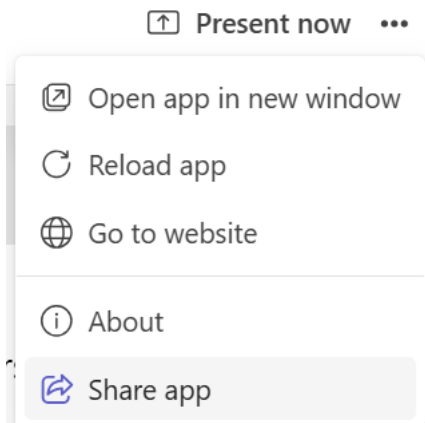 Present now
Open app in new window
Reload app
Go to website
About
Share app